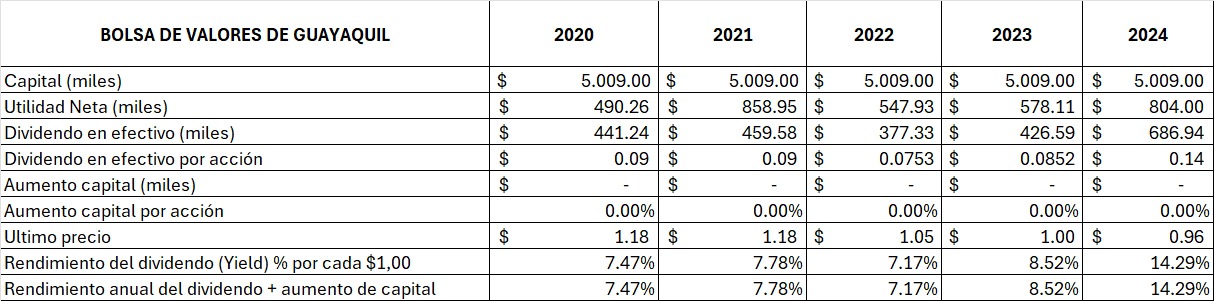 BOLSA DE VALORES DE GUAYAQUIL 2020 2021 2022 2023 2024
Capital (miles) $ 5.009.00 $ 5.009.00 $ 5.009.00 $ 5.009.00 $ 5.009.00
Utilidad Neta (miles) $ 490.26 $ 858.95 $ 547.93 $ 578.11 $ 804.00
Dividendo en efectivo (miles) $ 441.24 $ 459.58 $ 377.33 $ 426.59 $ 686.94
Dividendo en efectivo por acción $ 0.09 $ 0.09 $ 0.0753 $ 0.0852 $ 0.14
Aumento capital (miles) $ - $ - $ - $ - $ -
Aumento capital por acción 0.00% 0.00% 0.00% 0.00% 0.00%
Ultimo precio $ 1.18 $ 1.18 $ 1.05 $ 1.00 $ 0.96
Rendimiento del dividendo (Yield) % por cada $1,00 7.47% 7.78% 7.17% 8.52% 14.29%
Rendimiento anual del dividendo + aumento de capital 7.47% 7.78% 7.17% 8.52% 14.29%